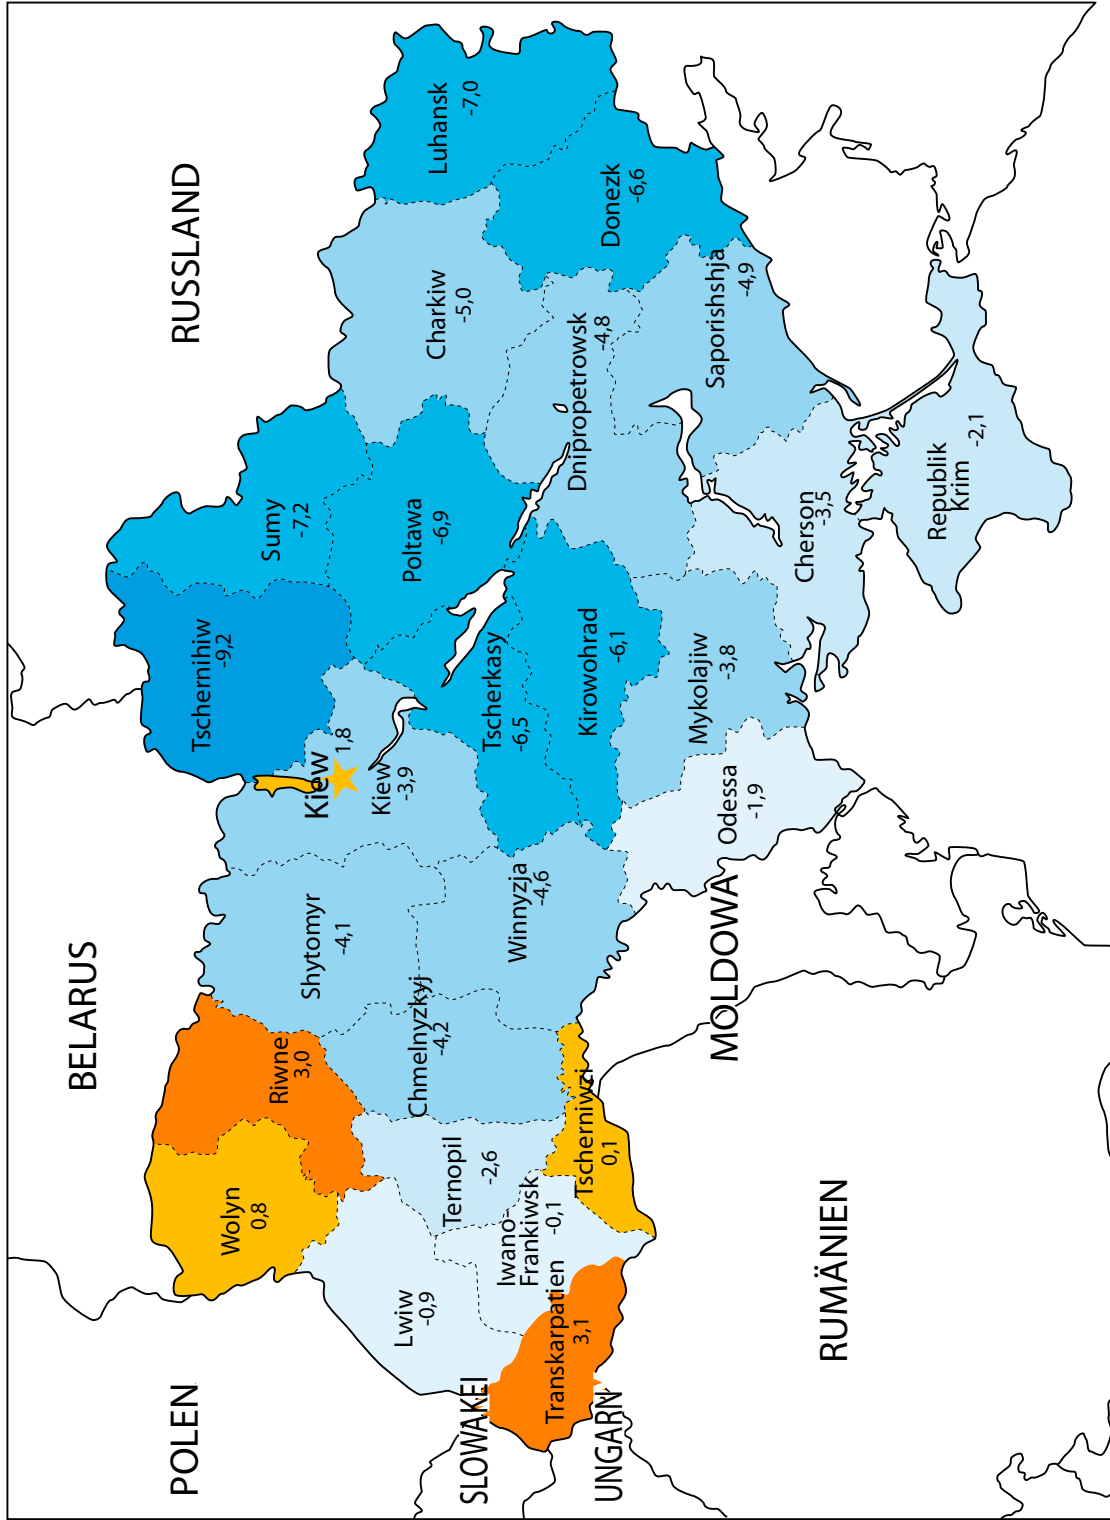 RUSSLAND
BELARUS
POLEN
SLOWAKEI
UNGARN
RUMÄNIEN
MOLDOWA
Wolyn
0,8
Riwne
3,0
Shytomyr
-4,1
Kiew
1,8
Kiew
-3,9
Tschernihiw
-9,2
Sumy
-7,2
Lwiw
-0,9
Ternopil
-2,6
Chmelnyzkyj
-4,2
Winnyzja
-4,6
Tscherkasy
-6,5
Poltawa
-6,9
Charkiw
-5,0
Luhansk
-7,0
Transkarpatien
3,1
Iwano-
Frankiwsk
-0,1
Tscherniwzi
0,1
Kirowohrad
-6,1
Dnipropetrowsk
-4,8
Donezk
-6,6
Odessa
-1,9
Mykolajiw
-3,8
Cherson
-3,5
Saporishshja
-4,9
Republik
Krim
-2,1